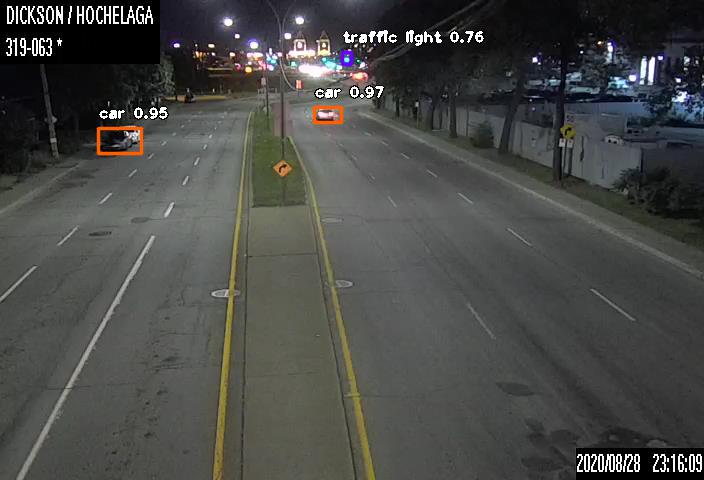 DICKSON / HOCHELAGA
319-063 *
traffic light 0.76
car 0.97
car 0.95
2020/08/28 23:16:09